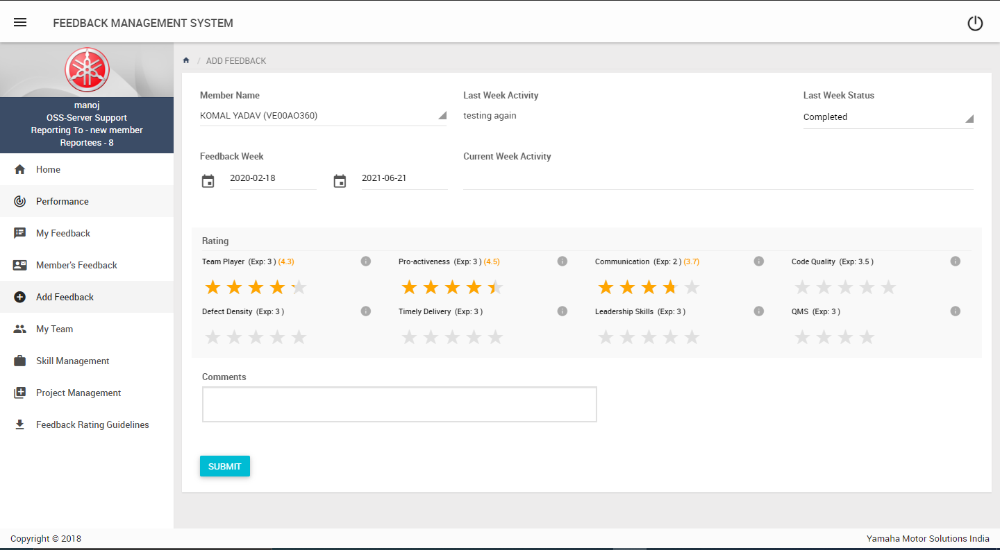 FEEDBACK MANAGEMENT SYSTEM
manoj
OSS-Server Support
Reporting To - new member
Reportees - 8
Home
Performance
My Feedback
Member's Feedback
Add Feedback
My Team
Skill Management
Project Management
Feedback Rating Guidelines
/ ADD FEEDBACK
Member Name
KOMAL YADAV (VE00AO360)
Last Week Activity
testing again
Last Week Status
Completed
Feedback Week
2020-02-18 2021-06-21
Current Week Activity
Rating
Team Player (Exp: 3 ) (4.3)
Pro-activeness (Exp: 3 ) (4.5)
Communication (Exp: 2 ) (3.7)
Code Quality (Exp: 3.5 )
Defect Density (Exp: 3 )
Timely Delivery (Exp: 3 )
Leadership Skills (Exp: 3 )
QMS (Exp: 3 )
Comments
SUBMIT
Copyright © 2018
Yamaha Motor Solutions India